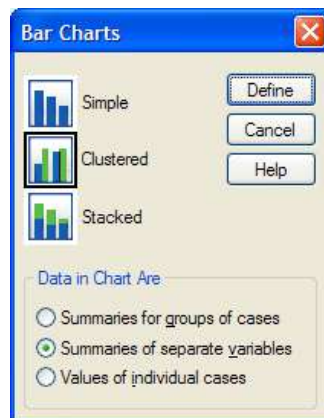 Bar Charts
Simple
Define
Cancel
Clustered
Help
Stacked
Data in Chart Are
Summaries for groups of cases
Summaries of separate variables
Values of individual cases